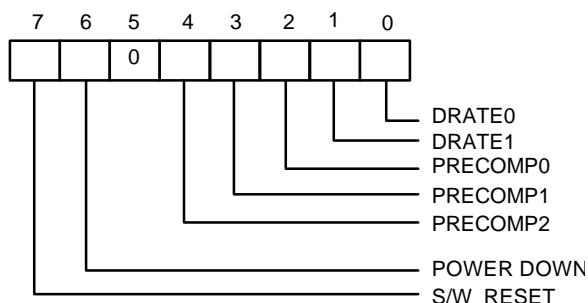 7 6 5 4 3 2 1 0
0
DRATE0
DRATE1
PRECOMP0
PRECOMP1
PRECOMP2
POWER DOWN
S/W RESET